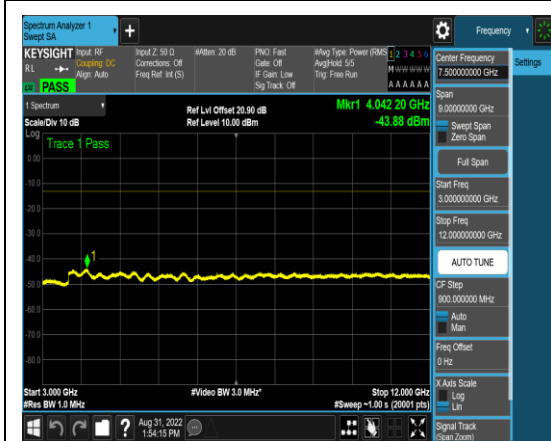 Spectrum Analyzer 1
Swept SA
+
Frequency
KEYSIGHT Input: RF
RL
Coupling: DC
Align: Auto
PASS
Input Z: 50 Ω
Corrections: Off
Freq Ref: Int (S)
#Atten: 20 dB
PNO: Fast
Gate: Off
IF Gain: Low
Sig Track: Off
#Avg Type: Power (RMS
Avg|Hold: 5/5
Trig: Free Run
1 2 3 4 5 6
M W W W W W
A A A A A A
Center Frequency
7.500000000 GHz
Settings
1 Spectrum
Scale/Div 10 dB
Ref Lvl Offset 20.90 dB
Ref Level 10.00 dBm
Mkr1 4.042 20 GHz
-43.88 dBm
Span
9.00000000 GHz
Swept Span
Zero Span
Full Span
Start Freq
3.000000000 GHz
Stop Freq
12.000000000 GHz
AUTO TUNE
CF Step
900.000000 MHz
Auto
Man
Freq Offset
0 Hz
X Axis Scale
Log
Lin
Signal Track
(Span Zoom)
Log
Trace 1 Pass
0.00
-10.0
-20.0
-30.0
-40.0
-50.0
-60.0
-70.0
-80.0
1
Start 3.000 GHz
#Res BW 1.0 MHz
#Video BW 3.0 MHz*
Stop 12.000 GHz
#Sweep ~1.00 s (20001 pts)
?
Aug 31, 2022
1:54:15 PM